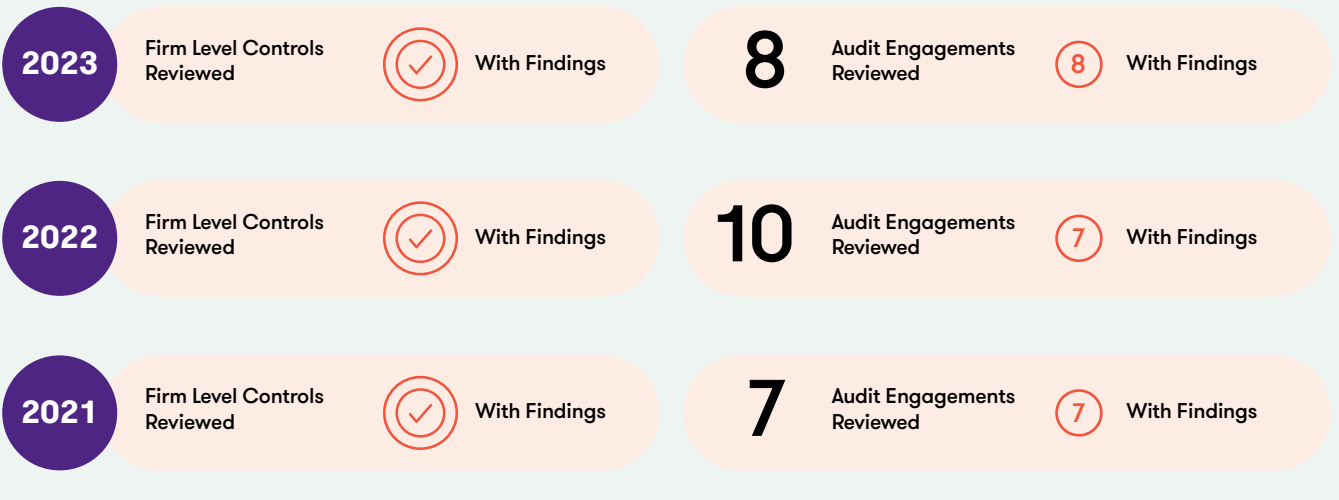 2023
Firm Level Controls
Reviewed
With Findings
8
Audit Engagements
Reviewed
8
With Findings
2022
Firm Level Controls
Reviewed
With Findings
10
Audit Engagements
Reviewed
7
With Findings
2021
Firm Level Controls
Reviewed
With Findings
7
Audit Engagements
Reviewed
7
With Findings